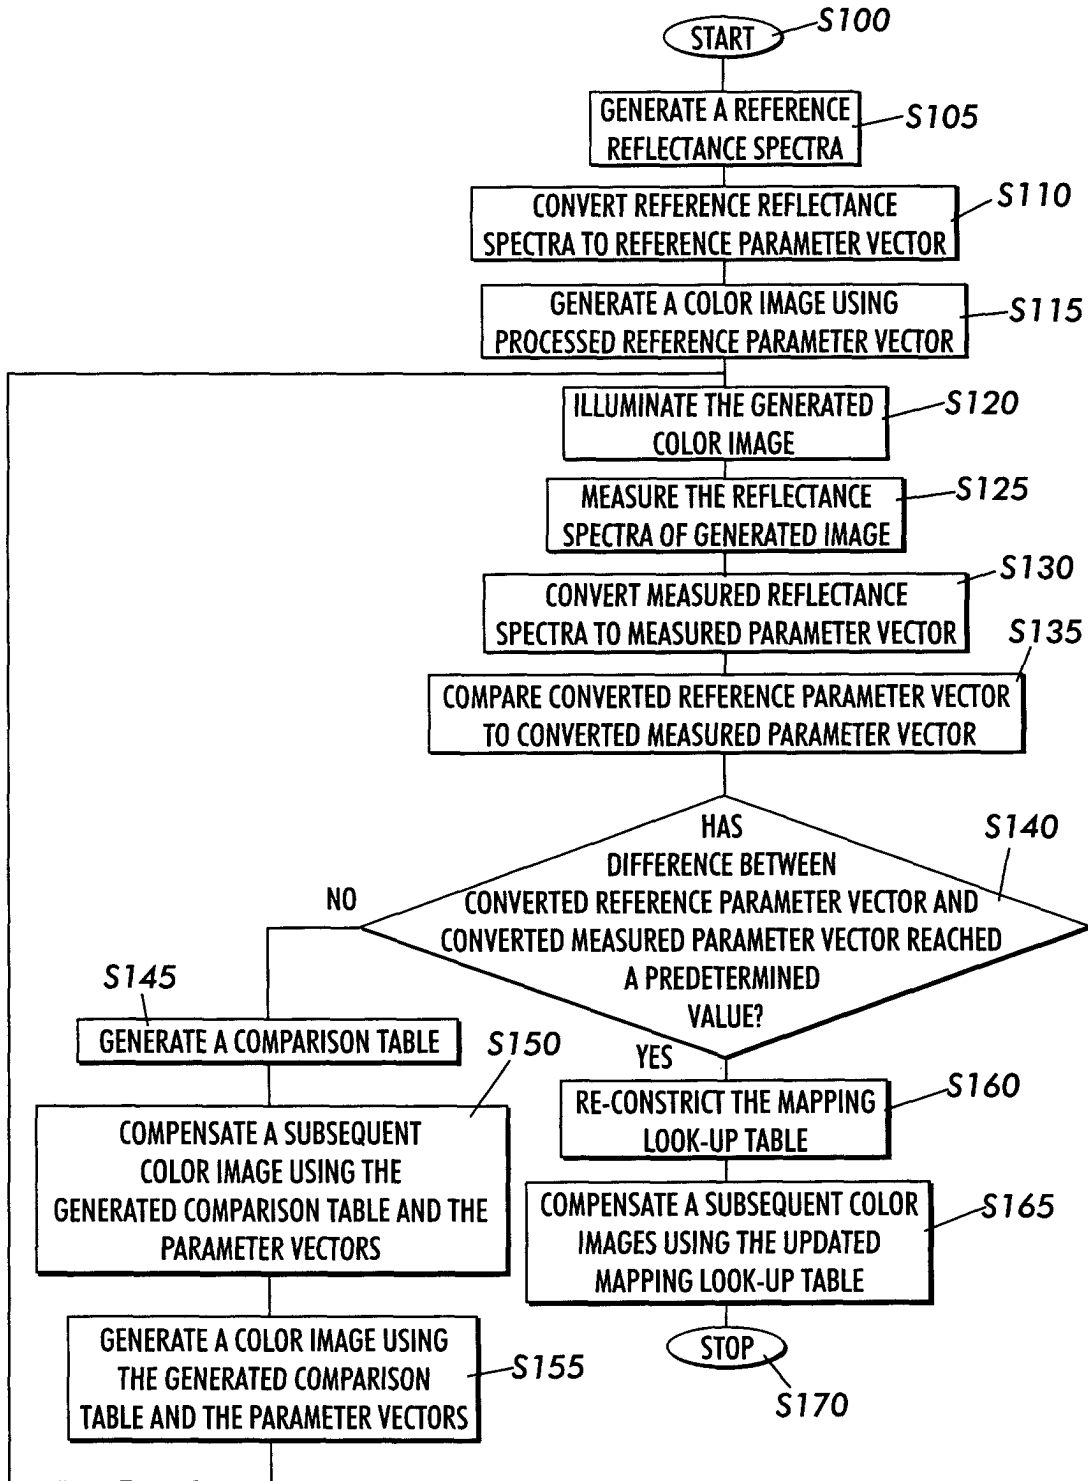 START
S100
GENERATE A REFERENCE
REFLECTANCE SPECTRA
S105
CONVERT REFERENCE REFLECTANCE
SPECTRA TO REFERENCE PARAMETER VECTOR
S110
GENERATE A COLOR IMAGE USING
PROCESSED REFERENCE PARAMETER VECTOR
S115
ILLUMINATE THE GENERATED
COLOR IMAGE
S120
MEASURE THE REFLECTANCE
SPECTRA OF GENERATED IMAGE
S125
CONVERT MEASURED REFLECTANCE
SPECTRA TO MEASURED PARAMETER VECTOR
S130
COMPARE CONVERTED REFERENCE PARAMETER VECTOR
TO CONVERTED MEASURED PARAMETER VECTOR
S135
HAS
DIFFERENCE BETWEEN
CONVERTED REFERENCE PARAMETER VECTOR AND
CONVERTED MEASURED PARAMETER VECTOR REACHED
A PREDETERMINED
VALUE?
S140
NO
S145
GENERATE A COMPARISON TABLE
S150
COMPENSATE A SUBSEQUENT
COLOR IMAGE USING THE
GENERATED COMPARISON TABLE AND THE
PARAMETER VECTORS
GENERATE A COLOR IMAGE USING
THE GENERATED COMPARISON
TABLE AND THE PARAMETER VECTORS
S155
YES
RE-CONSTRICT THE MAPPING
LOOK-UP TABLE
S160
COMPENSATE A SUBSEQUENT COLOR
IMAGES USING THE UPDATED
MAPPING LOOK-UP TABLE
S165
STOP
S170